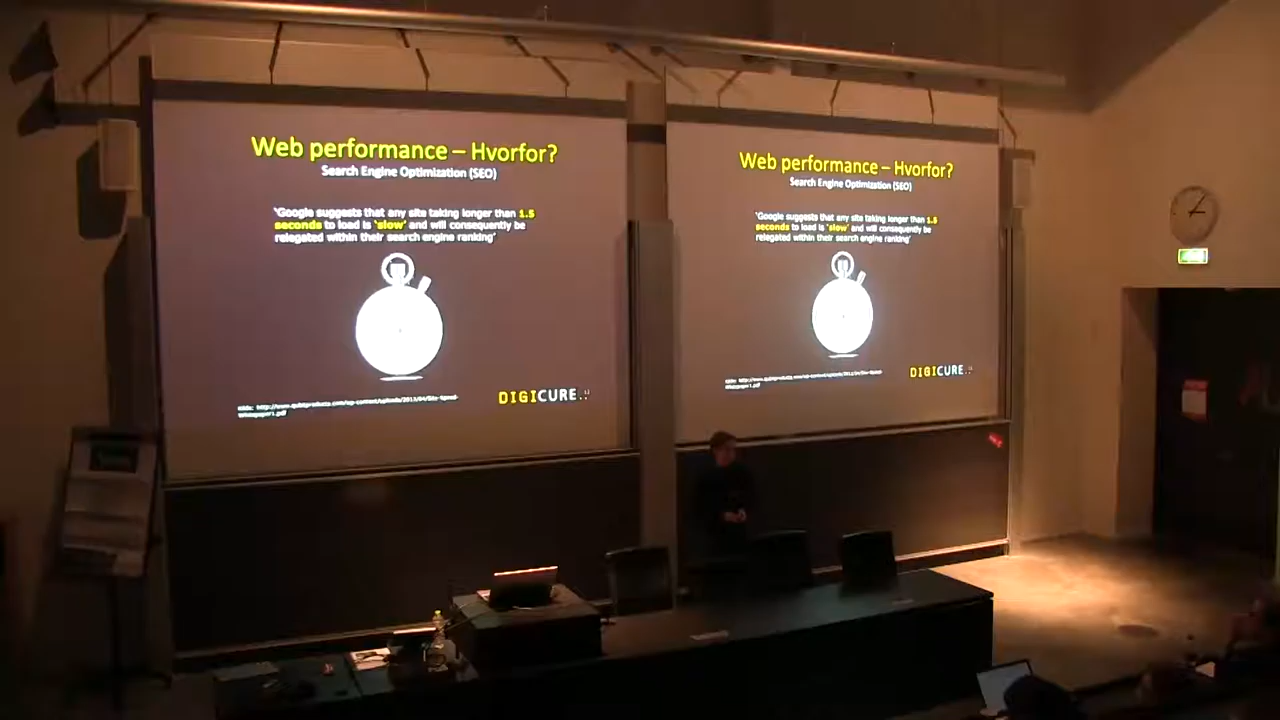 Web performance – Hvorfor?
Search Engine Optimization (SEO)
'Google suggests that any site taking longer than 1.5
seconds to load is 'slow' and will consequently be
relegated within their search engine ranking'
DIGICURE
Web performance – Hvorfor?
Search Engine Optimization (SEO)
'Google suggests that any site taking longer than 1.5
seconds to load is 'slow' and will consequently be
relegated within their search engine ranking'
DIGICURE